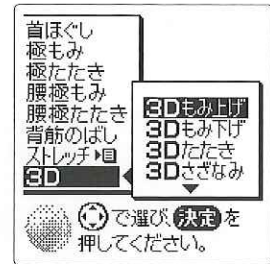 首ほぐし
極もみ
極たたき
腰極もみ
腰極たたき
背筋のばし
ストレッチ
3D
3Dもみ上げ
3Dもみ下げ
3Dたたき
3Dさざなみ
で選び、決定を
押してください。